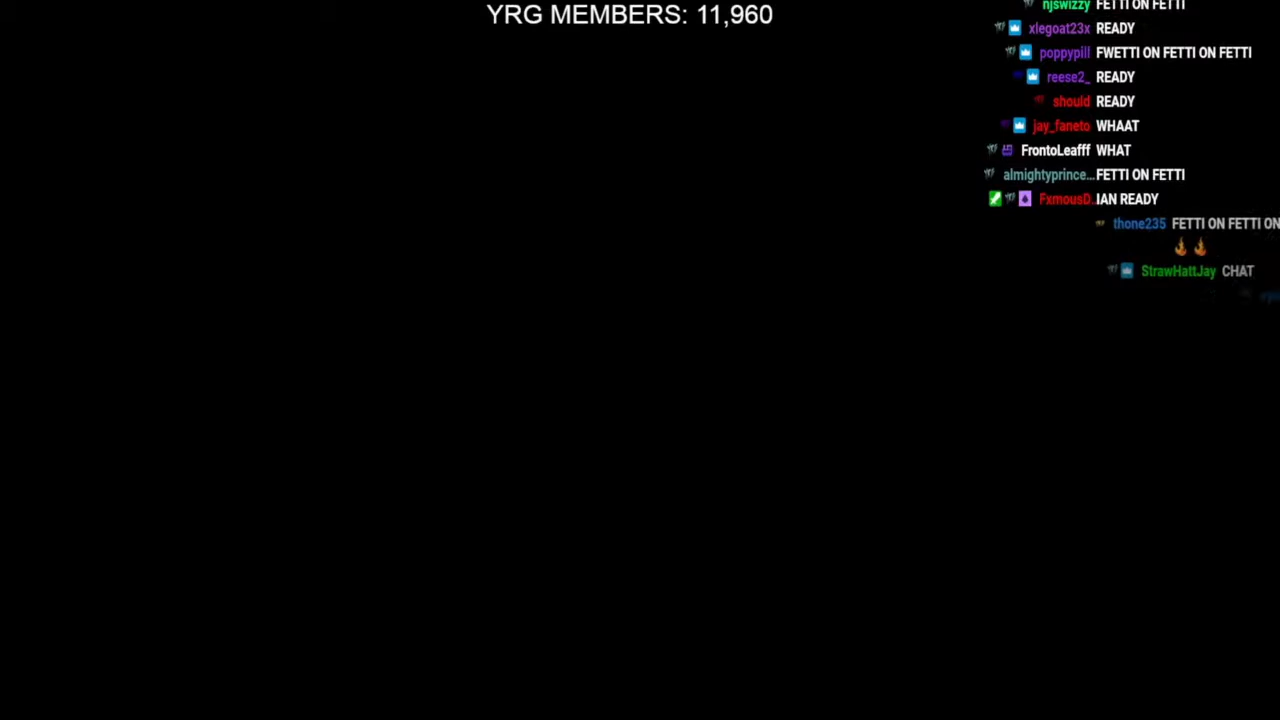 YRG MEMBERS: 11,960
njswizzy FETTI ON FETTI
xlegoat23x READY
poppypill FWETTI ON FETTI ON FETTI
reese2_ READY
should READY
jay_faneto WHAAT
FrontoLeafff WHAT
almightyprince... FETTI ON FETTI
FxmousD.. IAN READY
thone235 FETTI ON FETTI ON
StrawHattJay CHAT